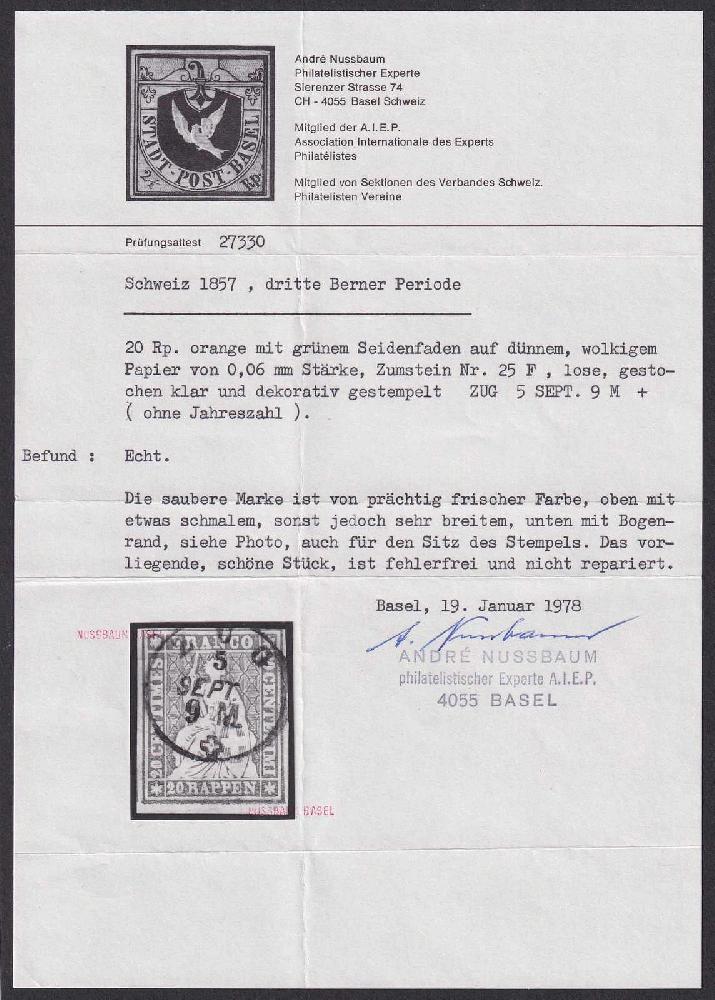 STADT-POST-BASEL
2½ Rp.
André Nussbaum
Philatelistischer Experte
Sierenzer Strasse 74
CH - 4055 Basel Schweiz
Mitglied der A.I.E.P.
Association Internationale des Experts
Philatélistes
Mitglied von Sektionen des Verbandes Schweiz.
Philatelisten Vereine
Prüfungsattest 27330
Schweiz 1857 , dritte Berner Periode
20 Rp. orange mit grünem Seidenfaden auf dünnem, wolkigem
Papier von 0,06 mm Stärke, Zumstein Nr. 25 F , lose, gesto-
chen klar und dekorativ gestempelt ZUG 5 SEPT. 9 M +
( ohne Jahreszahl ).
Befund : Echt.
Die saubere Marke ist von prächtig frischer Farbe, oben mit
etwas schmalem, sonst jedoch sehr breitem, unten mit Bogen-
rand, siehe Photo, auch für den Sitz des Stempels. Das vor-
liegende, schöne Stück, ist fehlerfrei und nicht repariert.
Basel, 19. Januar 1978
A. Nussbaum
ANDRÉ NUSSBAUM
philatelistischer Experte A.I.E.P.
4055 BASEL
NUSSBAUM BASEL
FRANCO
ZUG
5
SEPT.
9 M.
20 CENTIMES
CENTESIMI
20 RAPPEN
NUSSBAUM BASEL